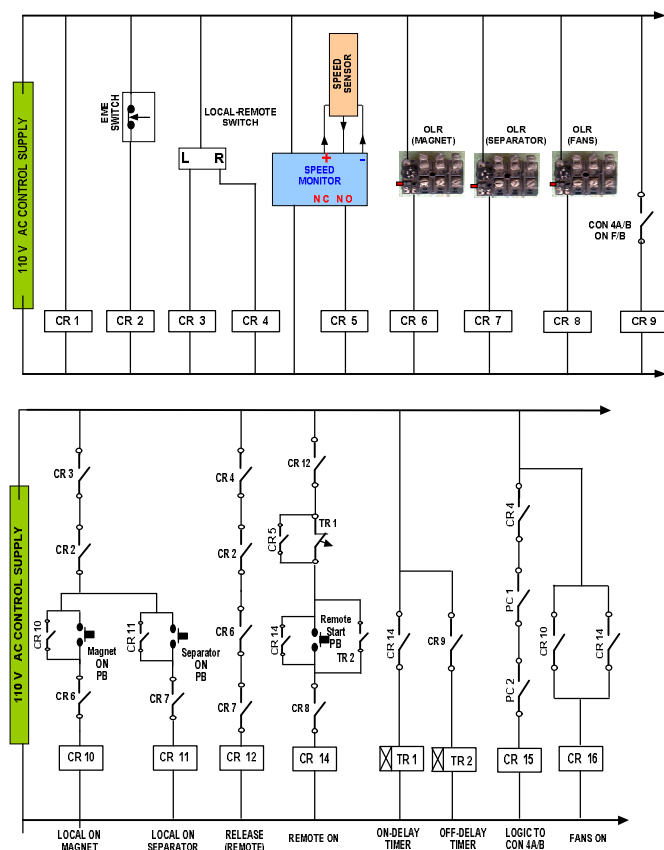 110 V AC CONTROL SUPPLY
EME
SWITCH
LOCAL-REMOTE
SWITCH
L R
SPEED
SENSOR
+ -
SPEED
MONITOR
NC NO
OLR
(MAGNET)
OLR
(SEPARATOR)
OLR
(FANS)
CON 4A/B
ON F/B
CR 1
CR 2
CR 3
CR 4
CR 5
CR 6
CR 7
CR 8
CR 9
110 V AC CONTROL SUPPLY
CR 3
CR 2
CR 10
Magnet
ON
PB
CR 6
CR 10
LOCAL ON
MAGNET
CR 11
Separator
ON
PB
CR 7
CR 11
LOCAL ON
SEPARATOR
CR 4
CR 2
CR 6
CR 7
CR 12
RELEASE
(REMOTE)
CR 12
CR 5
TR 1
CR 14
Remote
Start
PB
TR 2
CR 8
CR 14
REMOTE ON
CR 14
TR 1
ON-DELAY
TIMER
CR 9
TR 2
OFF-DELAY
TIMER
CR 4
PC 1
PC 2
CR 15
LOGIC TO
CON 4A/B
CR 10
CR 14
CR 16
FANS ON